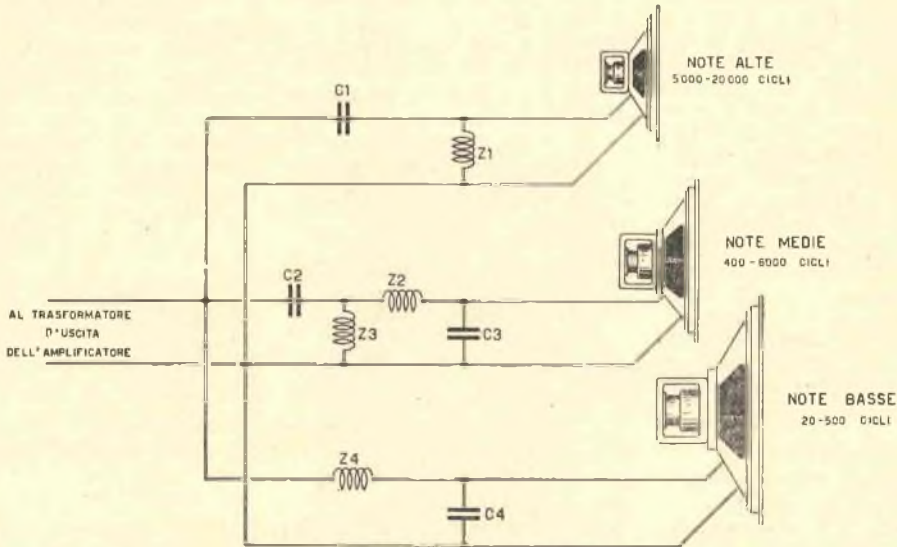 NOTE ALTE
5000-20000 CICLI
C1
Z1
NOTE MEDIE
400-6000 CICLI
C2
Z2
Z3
C3
AL TRASFORMATORE
D'USCITA
DELL'AMPLIFICATORE
NOTE BASSE
20-500 CICLI
Z4
C4